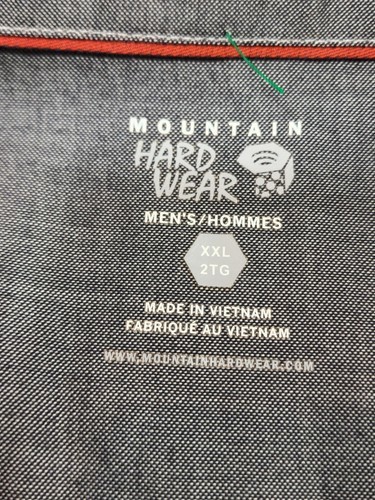 MOUNTAIN
HARD
WEAR
MEN'S/HOMMES
XXL
2TG
MADE IN VIETNAM
FABRIQUÉ AU VIETNAM
WWW.MOUNTAINHARDWEAR.COM